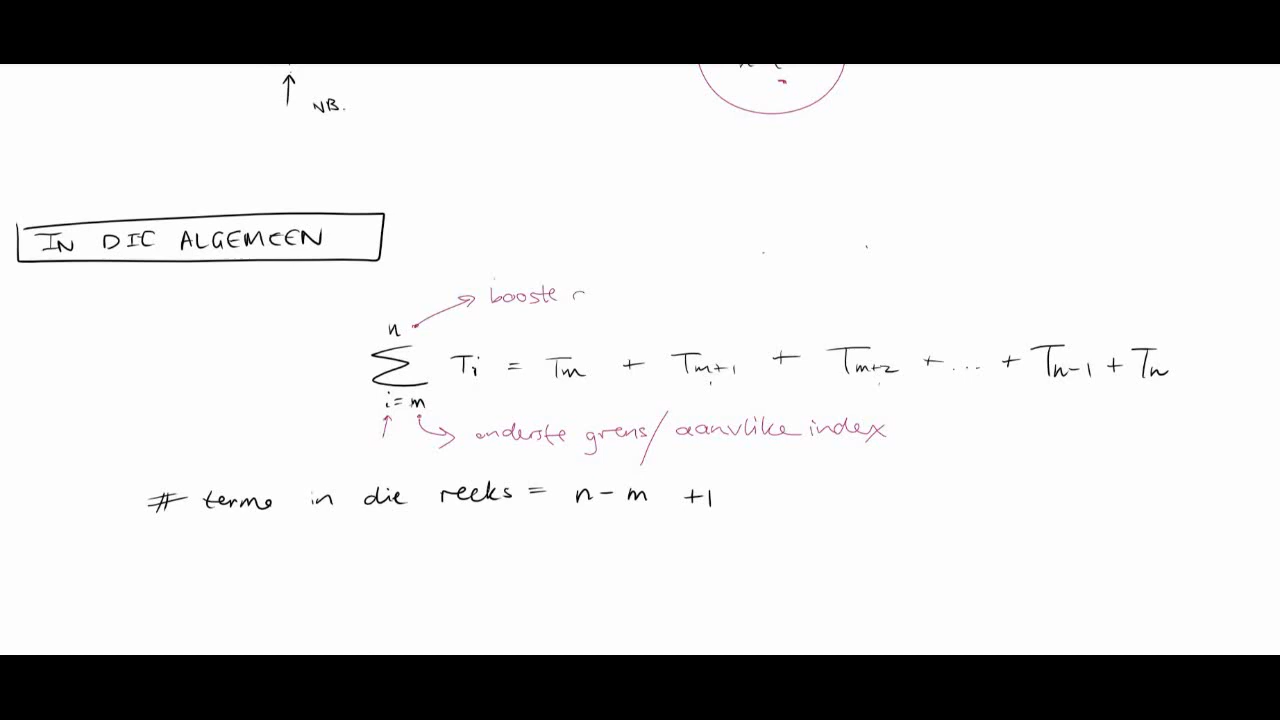 NB.
IN DIE ALGEMEEN
booste
n
∑ Ti = Tm + Tm+1 + Tm+2 + ... + Tn-1 + Tn
i=m
onderste grens/ aanvlike index
# terme in die reeks = n-m +1